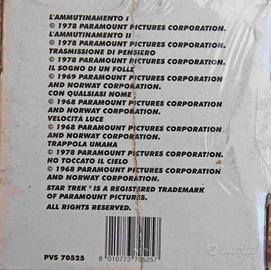 L'AMMUTINAMENTO I
© 1978 PARAMOUNT PICTURES CORPORATION.
L'AMMUTINAMENTO II
© 1978 PARAMOUNT PICTURES CORPORATION.
TRASMISSIONE DI PENSIERO
© 1978 PARAMOUNT PICTURES CORPORATION.
IL SOGNO DI UN FOLLE
© 1969 PARAMOUNT PICTURES CORPORATION
AND NORWAY CORPORATION.
CON QUALSIASI NOME
© 1968 PARAMOUNT PICTURES CORPORATION
AND NORWAY CORPORATION.
VELOCITÀ LUCE
© 1968 PARAMOUNT PICTURES CORPORATION
AND NORWAY CORPORATION.
TRAPPOLA UMANA
© 1978 PARAMOUNT PICTURES CORPORATION.
HO TOCCATO IL CIELO
© 1968 PARAMOUNT PICTURES CORPORATION
AND NORWAY CORPORATION.
STAR TREK® IS A REGISTERED TRADEMARK
OF PARAMOUNT PICTURES.
ALL RIGHTS RESERVED.
PVS 70525
8 010773 705257
subito